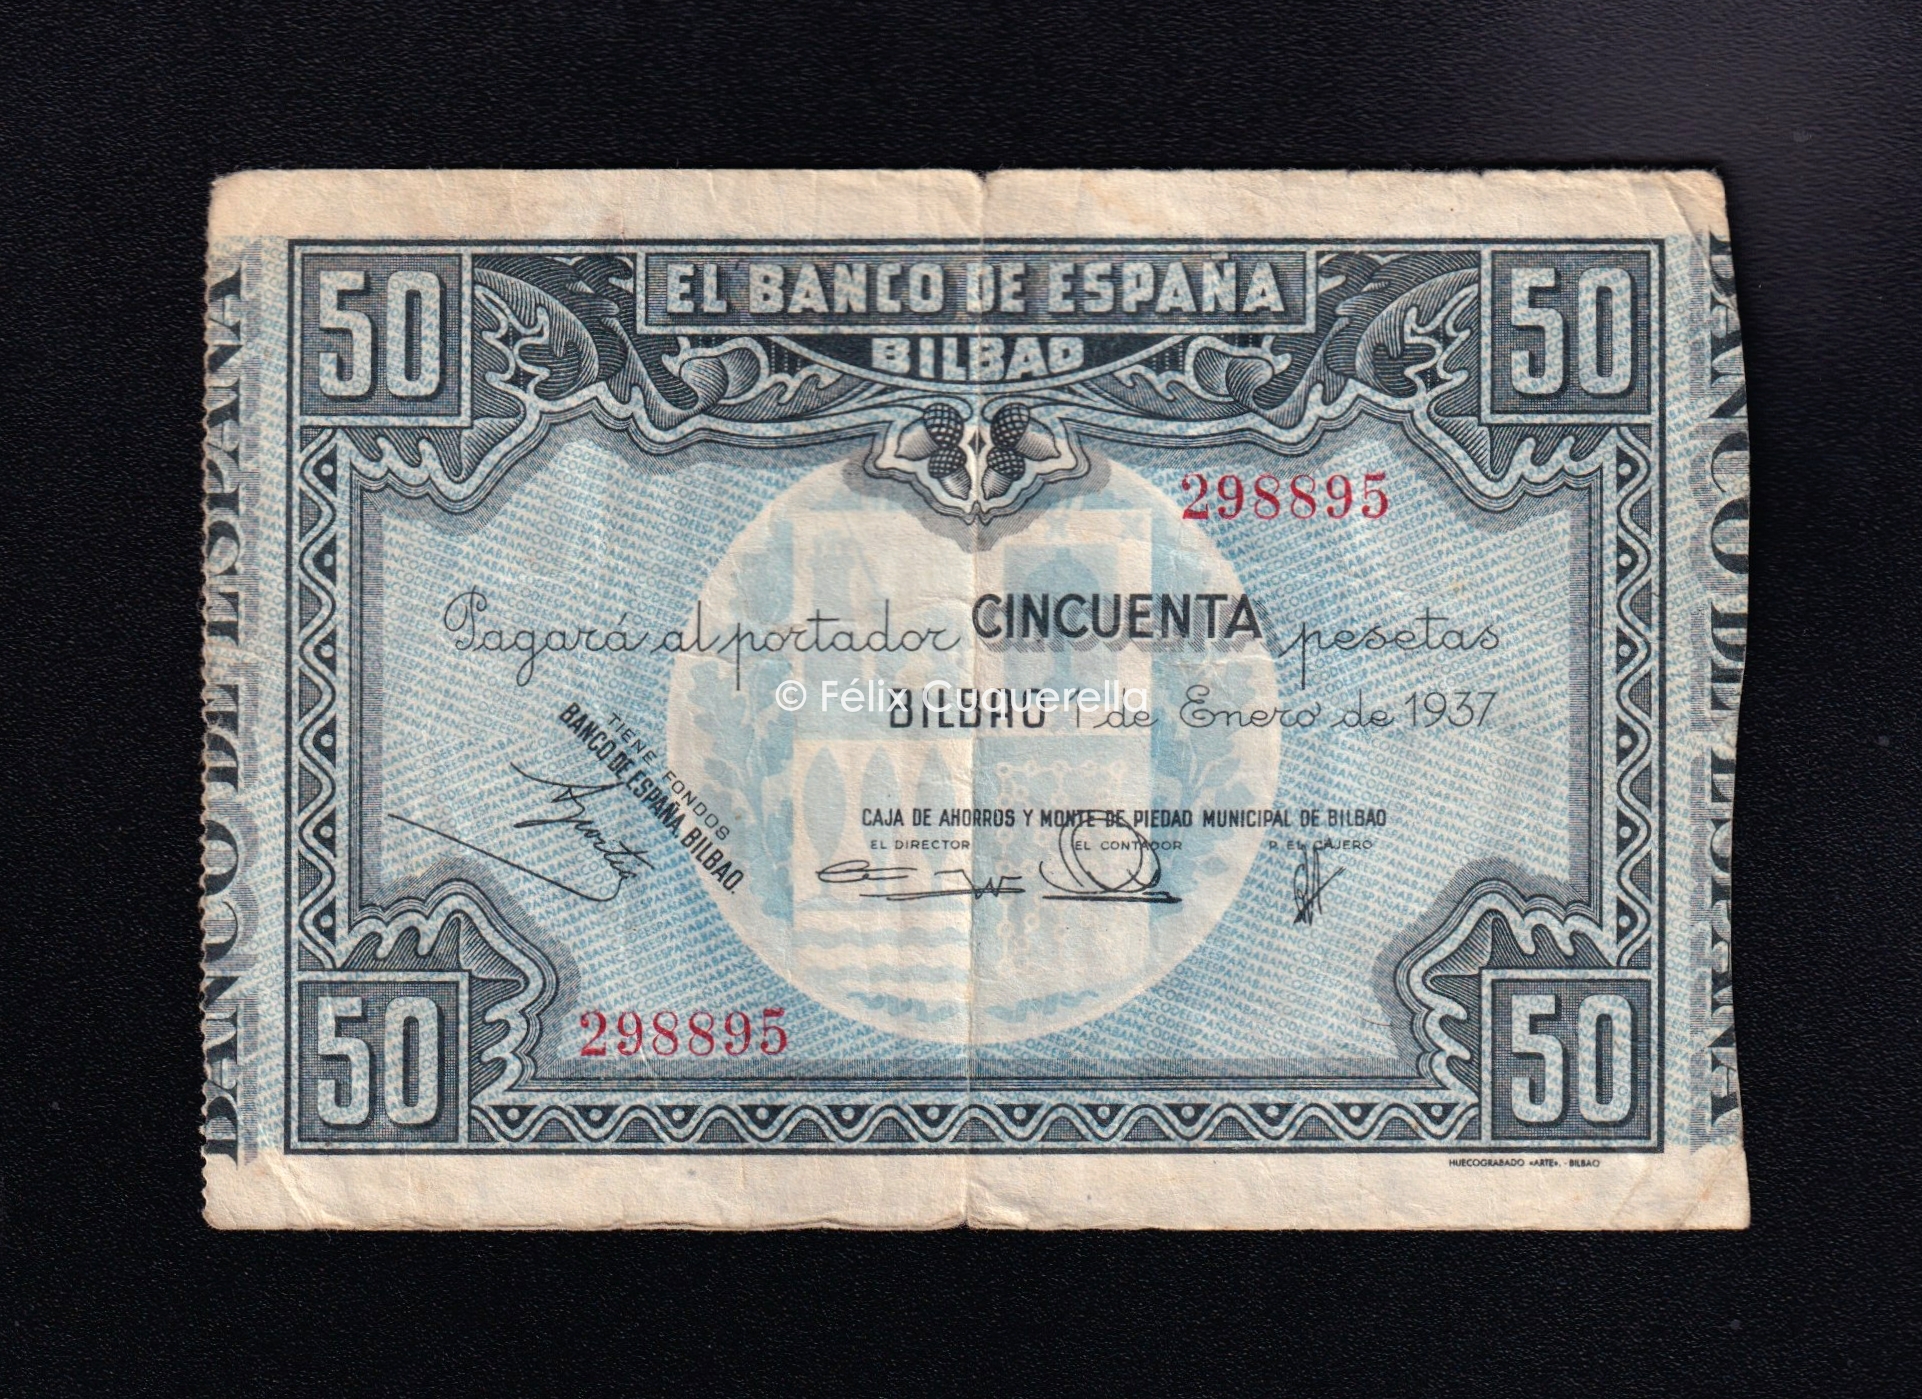 EL BANCO DE ESPAÑA
BILBAO
50
50
BANCO DE ESPAÑA
BANCO DE ESPAÑA
298895
Pagará al portador CINCUENTA pesetas
© Félix Cuquerella
BILBAO 1 de Enero de 1937
TIENE FONDOS
BANCO DE ESPAÑA, BILBAO
CAJA DE AHORROS Y MONTE DE PIEDAD MUNICIPAL DE BILBAO
EL DIRECTOR EL CONTADOR P. EL CAJERO
298895
50
50
HUECOGRABADO «ARTE». - BILBAO